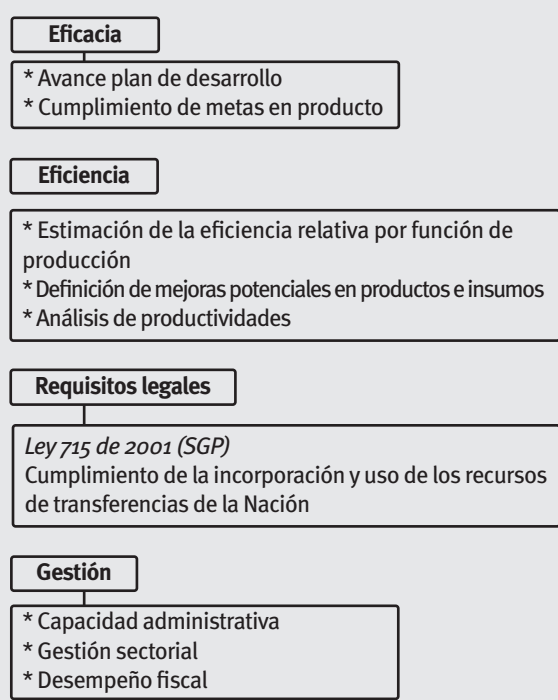 Eficacia
* Avance plan de desarrollo
* Cumplimiento de metas en producto
Eficiencia
* Estimación de la eficiencia relativa por función de
producción
* Definición de mejoras potenciales en productos e insumos
* Análisis de productividades
Requisitos legales
Ley 715 de 2001 (SGP)
Cumplimiento de la incorporación y uso de los recursos
de transferencias de la Nación
Gestión
* Capacidad administrativa
* Gestión sectorial
* Desempeño fiscal